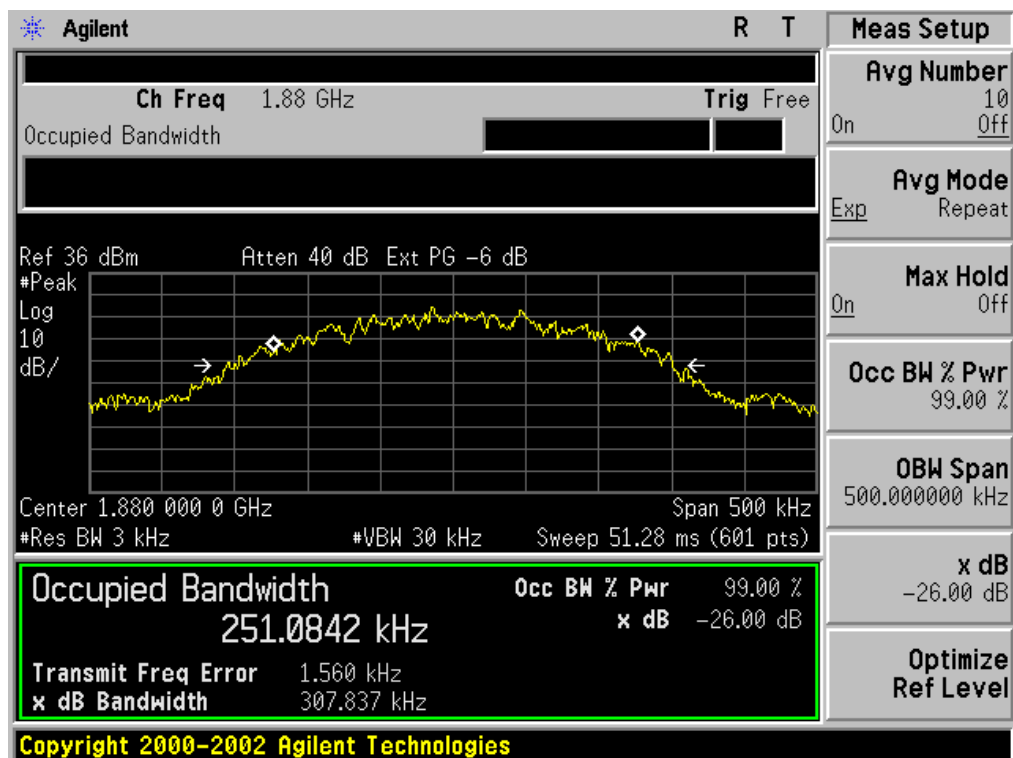 Agilent R T
Meas Setup
Ch Freq 1.88 GHz Trig Free
Occupied Bandwidth
Avg Number
10
On Off
Avg Mode
Exp Repeat
Max Hold
On Off
Occ BW % Pwr
99.00 %
OBW Span
500.000000 kHz
x dB
-26.00 dB
Optimize
Ref Level
Ref 36 dBm Atten 40 dB Ext PG -6 dB
#Peak
Log
10
dB/
Center 1.880 000 0 GHz Span 500 kHz
#Res BW 3 kHz #VBW 30 kHz Sweep 51.28 ms (601 pts)
Occupied Bandwidth Occ BW % Pwr 99.00 %
251.0842 kHz x dB -26.00 dB
Transmit Freq Error 1.560 kHz
x dB Bandwidth 307.837 kHz
Copyright 2000-2002 Agilent Technologies